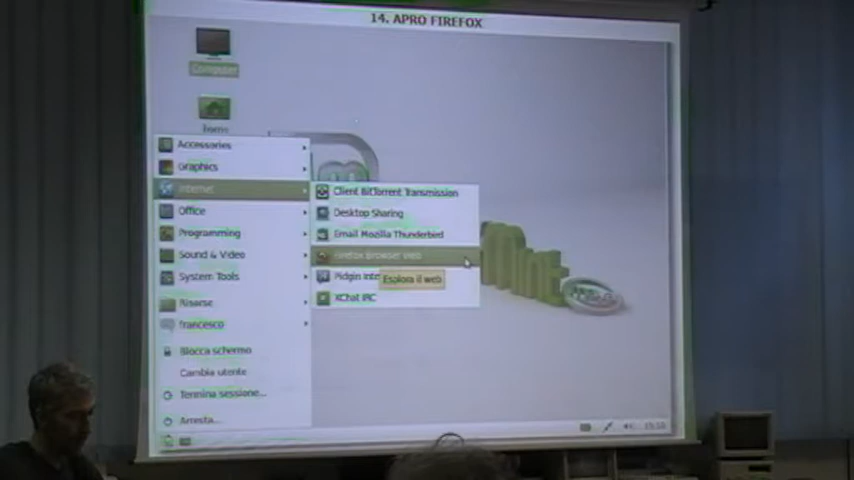 14. APRO FIREFOX
Computer
Accessories
Graphics
Internet
Office
Programming
Sound & Video
System Tools
Risorse
francesco
Blocca schermo
Cambia utente
Termina sessione...
Arresta...
Client BitTorrent Transmission
Desktop Sharing
Email Mozilla Thunderbird
Firefox Browser Web
Pidgin Inte
Esplora il web
XChat IRC